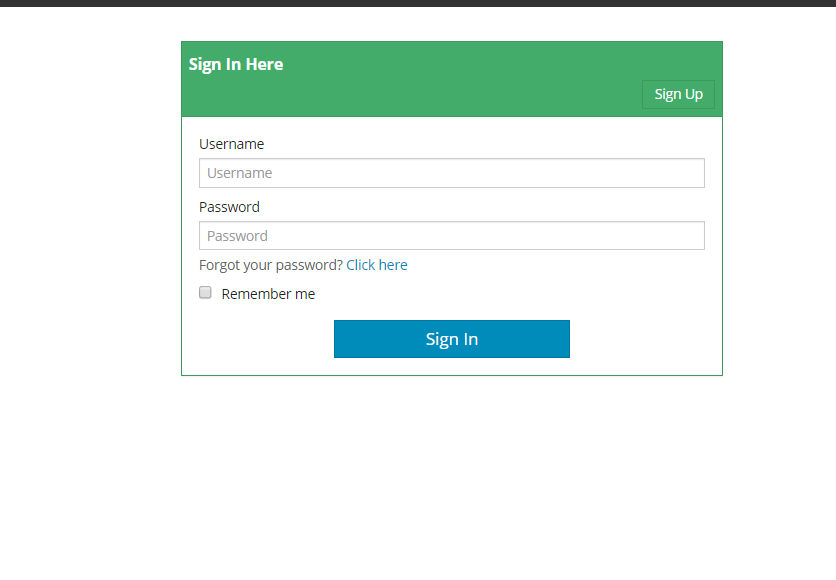 Sign In Here
Sign Up
Username
Username
Password
Password
Forgot your password? Click here
Remember me
Sign In